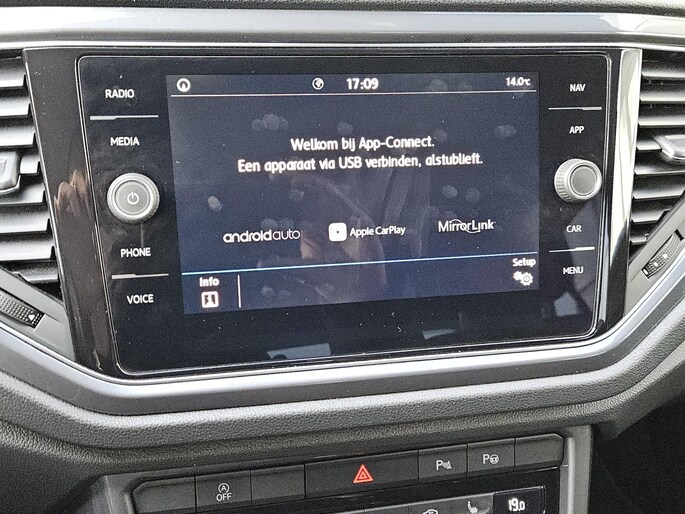 RADIO
MEDIA
PHONE
VOICE
17:09
14.0°C
Welkom bij App-Connect.
Een apparaat via USB verbinden, alstublieft.
androidauto
Apple CarPlay
MirrorLink
Info
Setup
NAV
APP
CAR
MENU
A
OFF
P
P
19.0